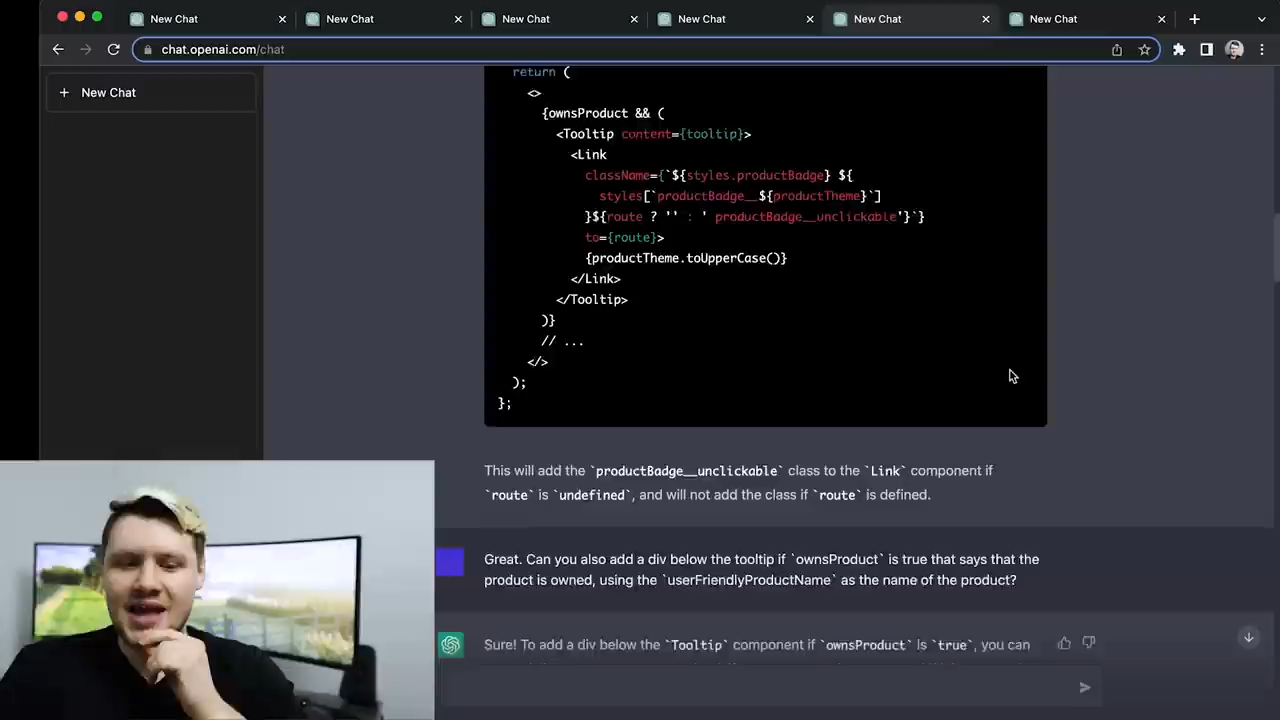 New Chat
New Chat
New Chat
New Chat
New Chat
New Chat
chat.openai.com/chat
New Chat
return (
<>
{ownsProduct && (
<Tooltip content={tooltip}>
<Link
className={`${styles.productBadge} ${
styles[`productBadge__${productTheme}`]
}${route ? '' : ' productBadge__unclickable'}`}
to={route}>
{productTheme.toUpperCase()}
</Link>
</Tooltip>
)}
// ...
</>
);
};
This will add the `productBadge__unclickable` class to the `Link` component if
`route` is `undefined`, and will not add the class if `route` is defined.
Great. Can you also add a div below the tooltip if `ownsProduct` is true that says that the
product is owned, using the `userFriendlyProductName` as the name of the product?
Sure! To add a div below the `Tooltip` component if `ownsProduct` is `true`, you can